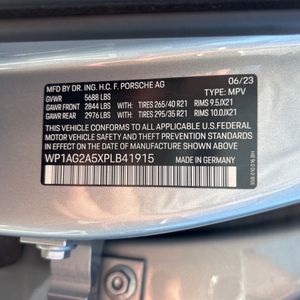 MFD BY DR. ING. H.C. F. PORSCHE AG 06/23
GVWR 5688 LBS TYPE: MPV
GAWR FRONT 2844 LBS WITH: TIRES 265/40 R21 RIMS 9.5JX21
GAWR REAR 2976 LBS WITH: TIRES 295/35 R21 RIMS 10.0JX21
THIS VEHICLE CONFORMS TO ALL APPLICABLE U.S.FEDERAL
MOTOR VEHICLE SAFETY AND THEFT PREVENTION STANDARDS
IN EFFECT ON THE DATE OF MANUFACTURE SHOWN ABOVE.
WP1AG2A5XPLB41915